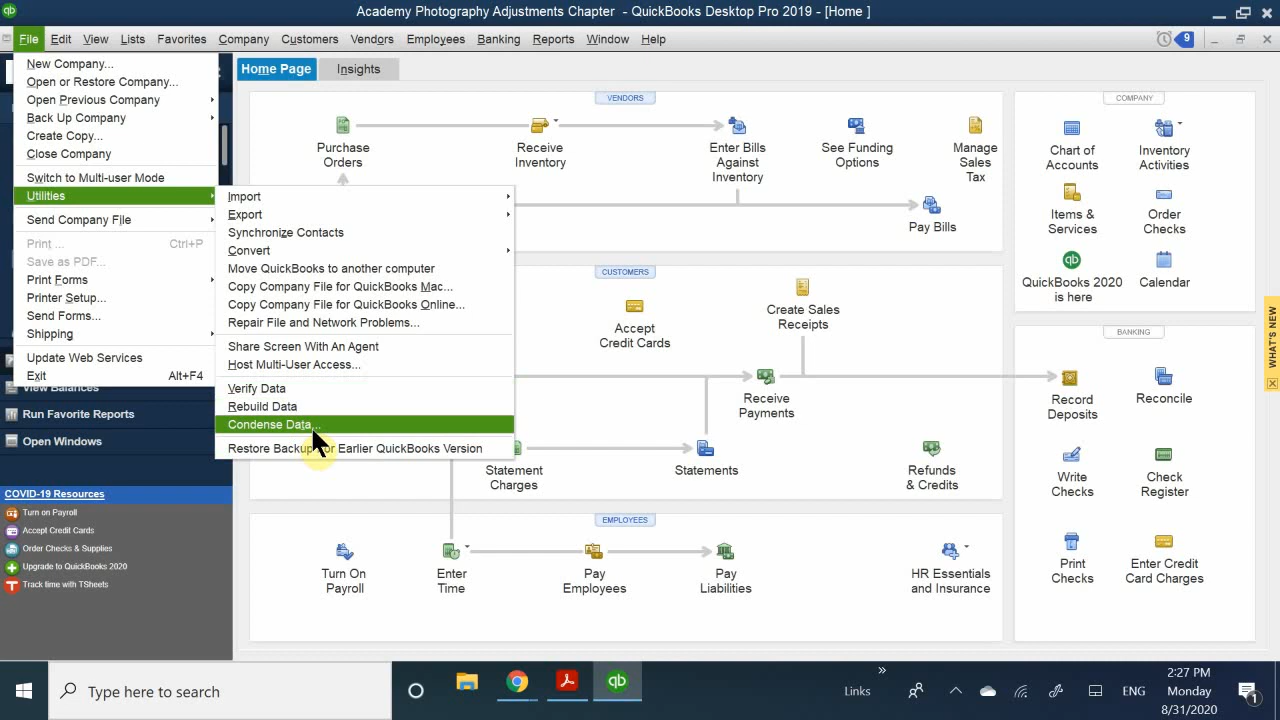 Academy Photography Adjustments Chapter - QuickBooks Desktop Pro 2019 - [Home ]
File Edit View Lists Favorites Company Customers Vendors Employees Banking Reports Window Help
9
New Company...
Open or Restore Company...
Open Previous Company
Back Up Company
Create Copy...
Close Company
Switch to Multi-user Mode
Utilities
Send Company File
Print ... Ctrl+P
Save as PDF...
Print Forms
Printer Setup...
Send Forms...
Shipping
Update Web Services
Exit Alt+F4
Import
Export
Synchronize Contacts
Convert
Move QuickBooks to another computer
Copy Company File for QuickBooks Mac...
Copy Company File for QuickBooks Online...
Repair File and Network Problems...
Share Screen With An Agent
Host Multi-User Access...
Verify Data
Rebuild Data
Condense Data...
Restore Backup For Earlier QuickBooks Version
View Balances
Run Favorite Reports
Open Windows
COVID-19 Resources
Turn on Payroll
Accept Credit Cards
Order Checks & Supplies
Upgrade to QuickBooks 2020
Track time with TSheets
Home Page Insights
VENDORS
Purchase
Orders
Receive
Inventory
Enter Bills
Against
Inventory
See Funding
Options
Manage
Sales
Tax
Pay Bills
CUSTOMERS
Accept
Credit Cards
Create Sales
Receipts
Receive
Payments
Statement
Charges
Statements
Refunds
& Credits
EMPLOYEES
Turn On
Payroll
Enter
Time
Pay
Employees
Pay
Liabilities
HR Essentials
and Insurance
COMPANY
Chart of
Accounts
Inventory
Activities
Items &
Services
Order
Checks
QuickBooks 2020
is here
Calendar
BANKING
Record
Deposits
Reconcile
Write
Checks
Check
Register
Print
Checks
Enter Credit
Card Charges
WHAT'S NEW
Type here to search
Links
ENG
2:27 PM
Monday
8/31/2020
1